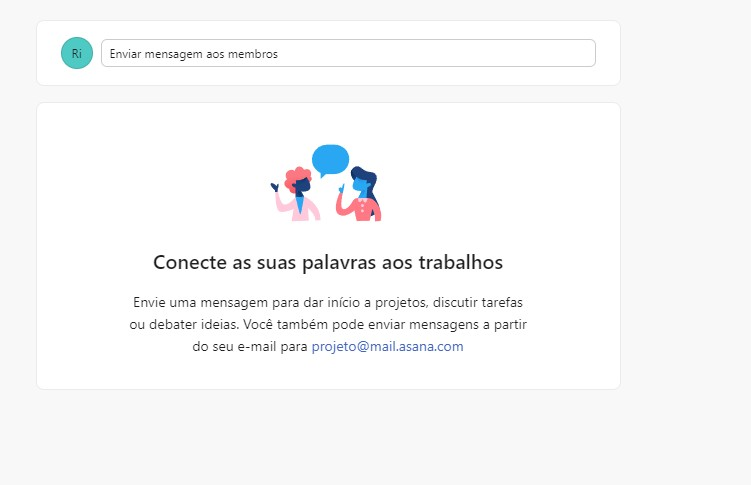 Ri
Enviar mensagem aos membros
Conecte as suas palavras aos trabalhos
Envie uma mensagem para dar início a projetos, discutir tarefas
ou debater ideias. Você também pode enviar mensagens a partir
do seu e-mail para projeto@mail.asana.com